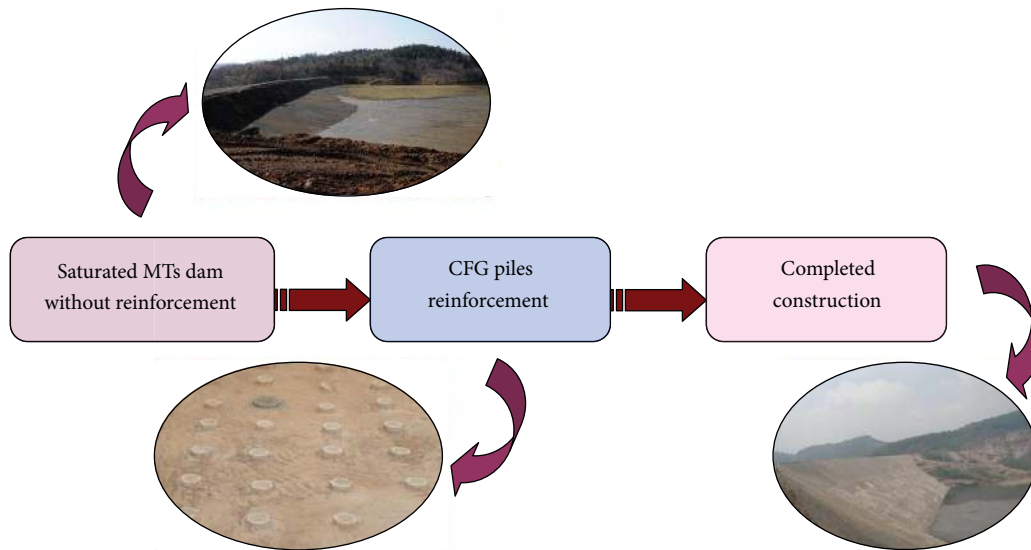 Saturated MTs dam
without reinforcement
CFG piles
reinforcement
Completed
construction